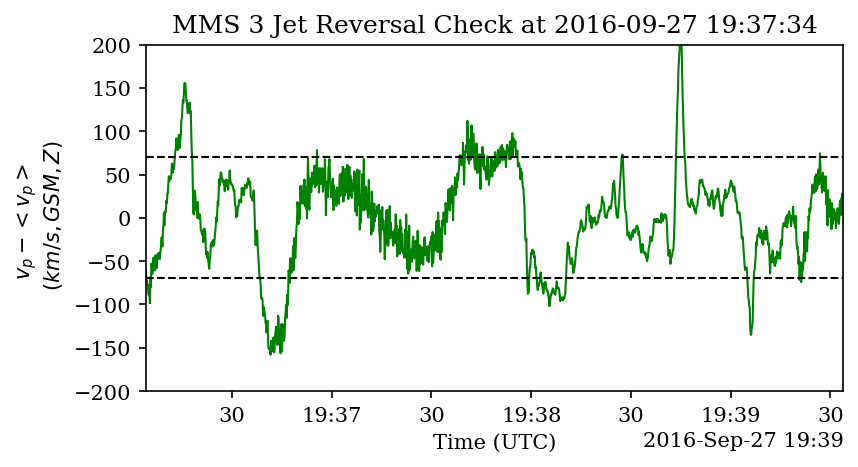 MMS 3 Jet Reversal Check at 2016-09-27 19:37:34
200
150
100
50
0
−50
−100
−150
−200
v_p − < v_p >
(km/s, GSM, Z)
30 19:37 30 19:38 30 19:39 30
Time (UTC)
2016-Sep-27 19:39